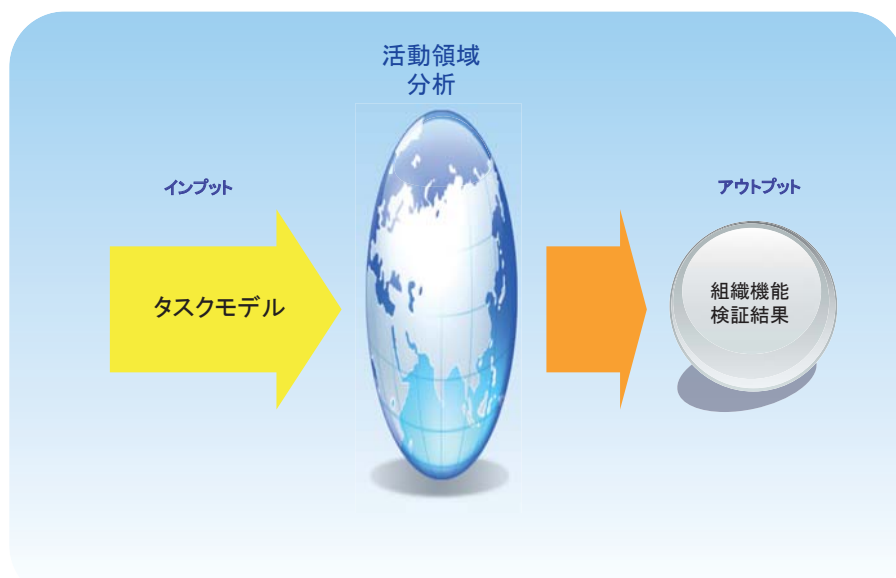 活動領域
分析
インプット
アウトプット
タスクモデル
組織機能
検証結果